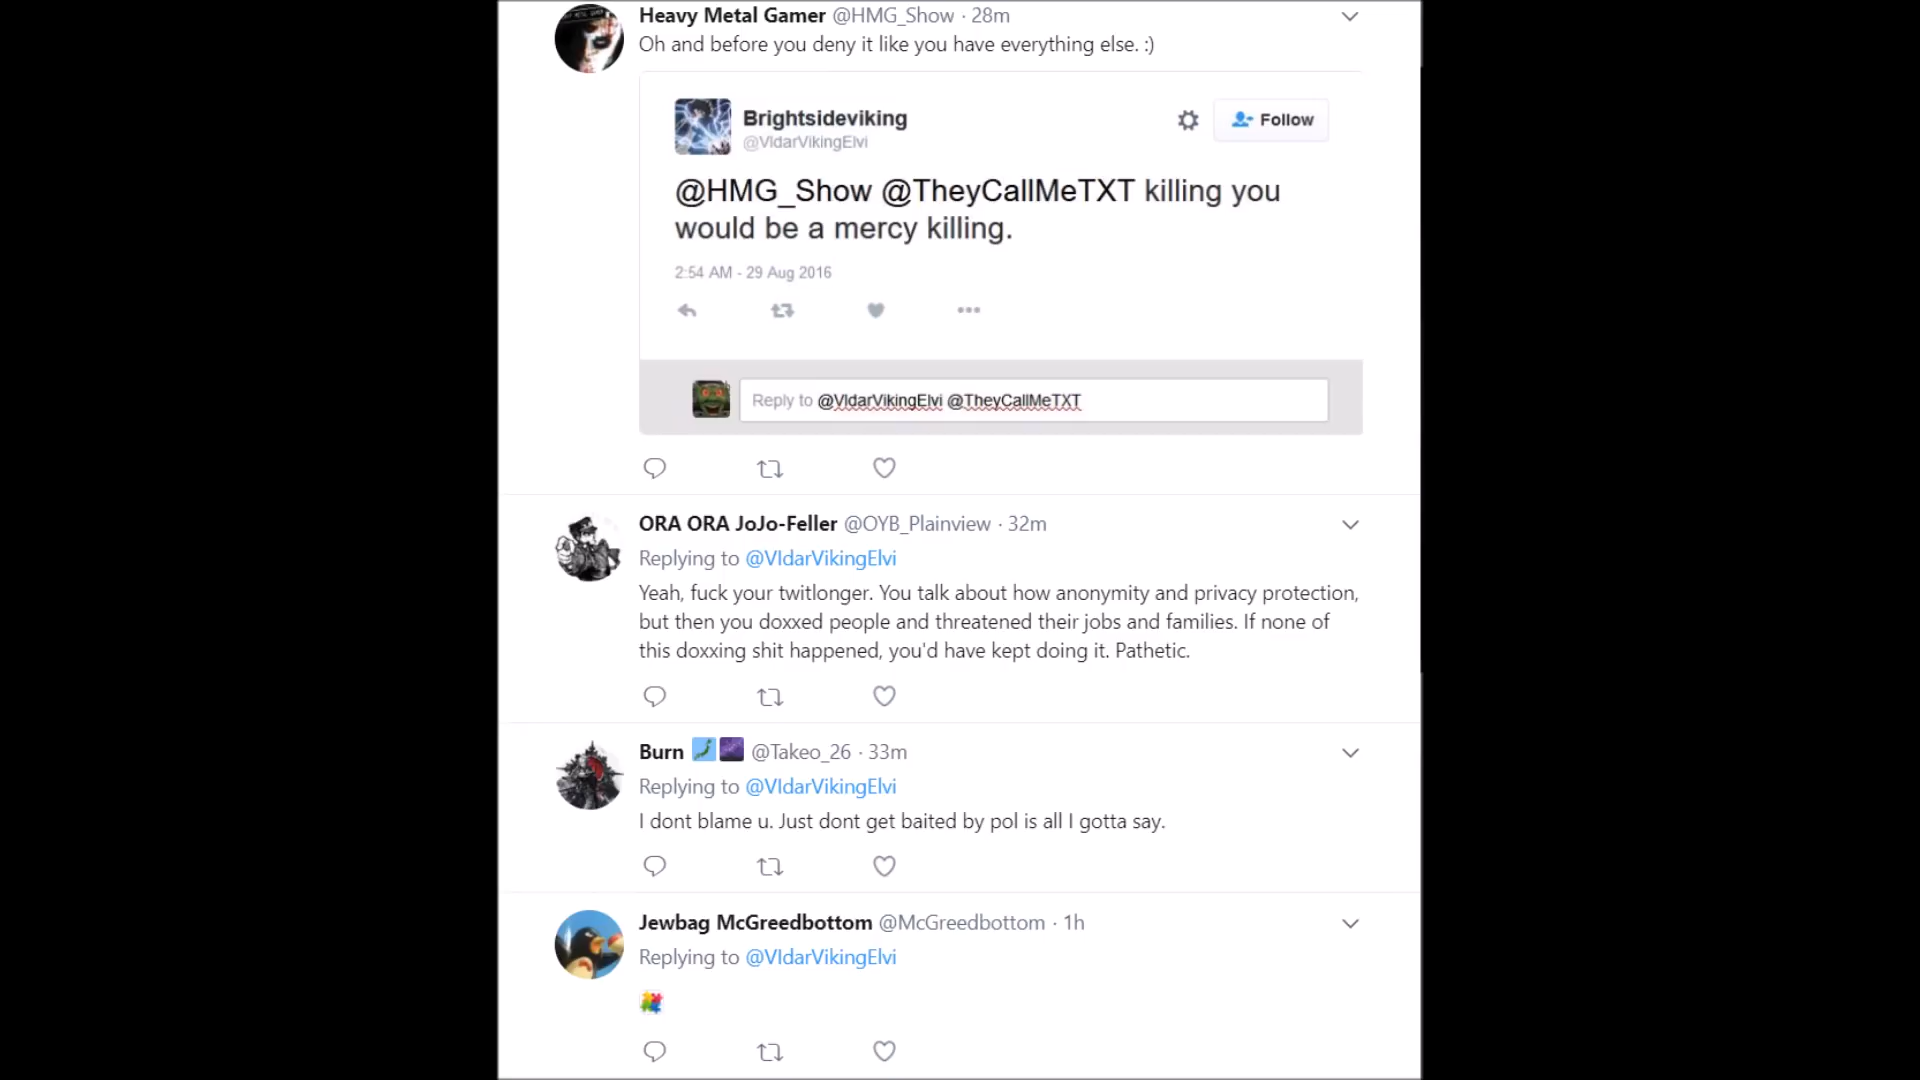 Heavy Metal Gamer @HMG_Show · 28m
Oh and before you deny it like you have everything else. :)
Brightsideviking
@VIdarVikingElvi
Follow
@HMG_Show @TheyCallMeTXT killing you
would be a mercy killing.
2:54 AM - 29 Aug 2016
Reply to @VIdarVikingElvi @TheyCallMeTXT
ORA ORA JoJo-Feller @OYB_Plainview · 32m
Replying to @VIdarVikingElvi
Yeah, fuck your twitlonger. You talk about how anonymity and privacy protection,
but then you doxxed people and threatened their jobs and families. If none of
this doxxing shit happened, you'd have kept doing it. Pathetic.
Burn @Takeo_26 · 33m
Replying to @VIdarVikingElvi
I dont blame u. Just dont get baited by pol is all I gotta say.
Jewbag McGreedbottom @McGreedbottom · 1h
Replying to @VIdarVikingElvi